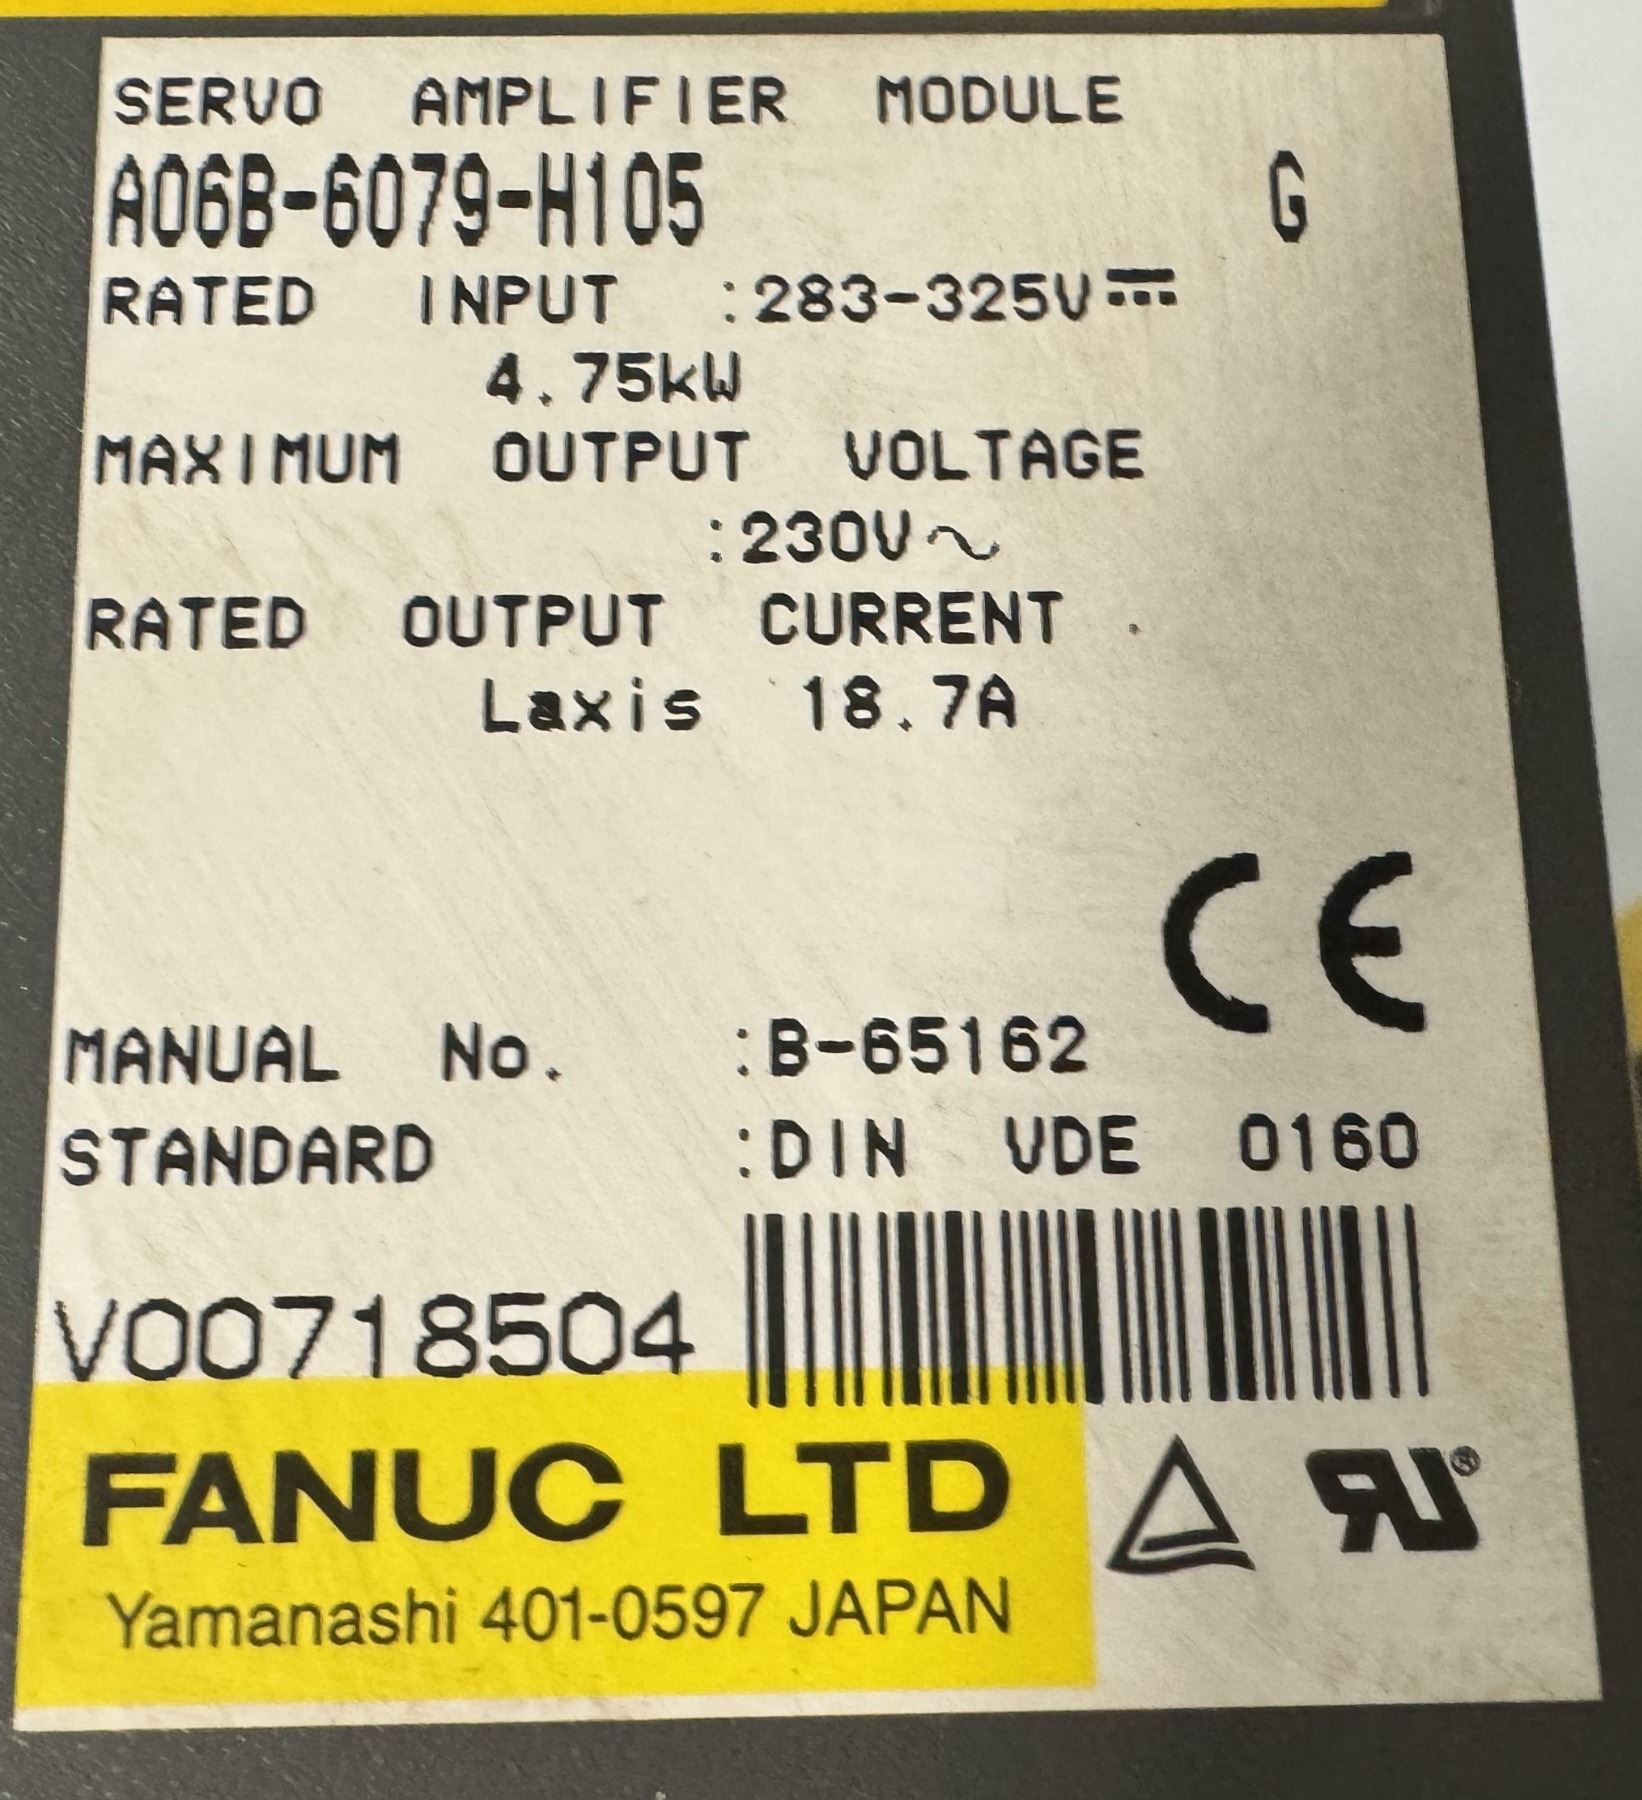 SERVO AMPLIFIER MODULE
A06B-6079-H105 G
RATED INPUT :283-325V⎓
4.75kW
MAXIMUM OUTPUT VOLTAGE
:230V~
RATED OUTPUT CURRENT
Laxis 18.7A
CE
MANUAL No. :B-65162
STANDARD :DIN VDE 0160
V00718504
FANUC LTD
Yamanashi 401-0597 JAPAN